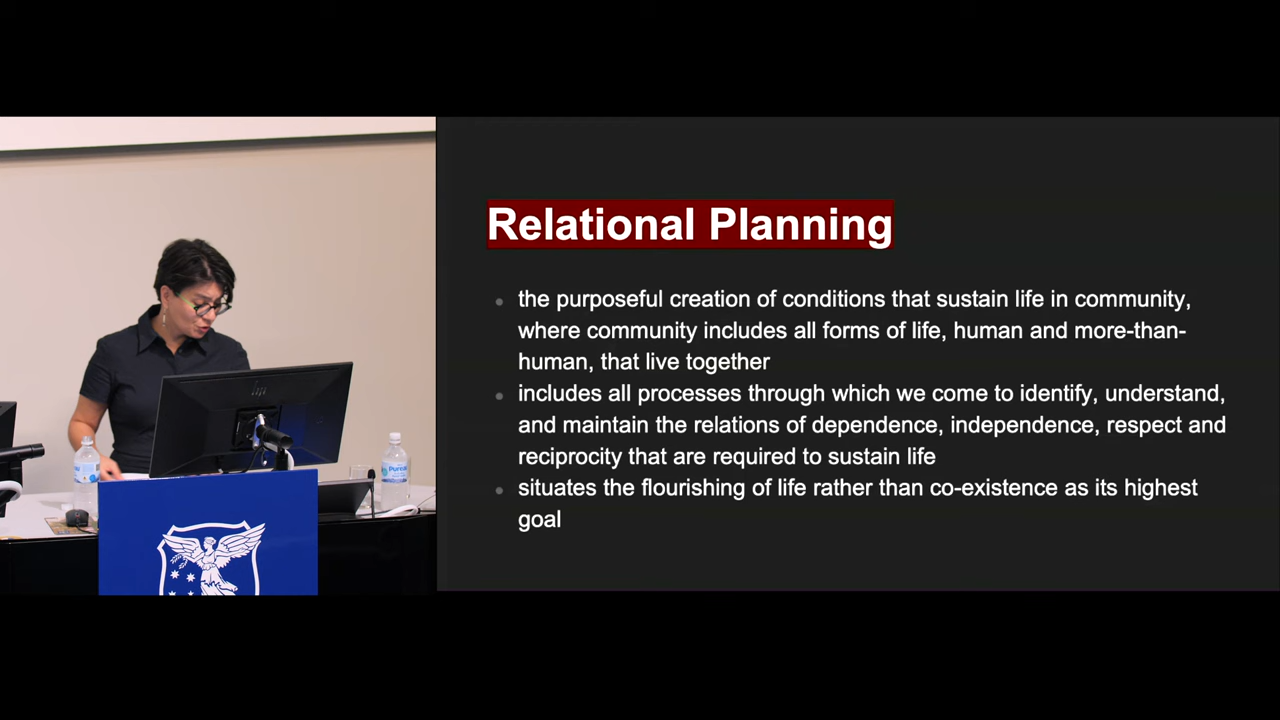 Relational Planning
the purposeful creation of conditions that sustain life in community,
where community includes all forms of life, human and more-than-
human, that live together
includes all processes through which we come to identify, understand,
and maintain the relations of dependence, independence, respect and
reciprocity that are required to sustain life
situates the flourishing of life rather than co-existence as its highest
goal
hp